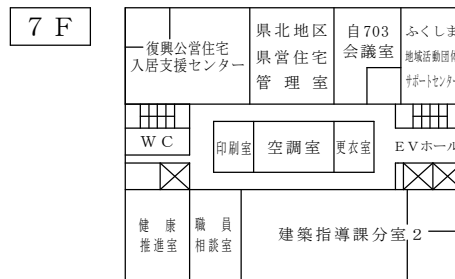 7 F
復興公営住宅
入居支援センター
県北地区
県営住宅
管理室
自703
会議室
ふくしま
地域活動団体
サポートセンター
WC
印刷室
空調室
更衣室
EVホール
健康
推進室
職員
相談室
建築指導課分室2